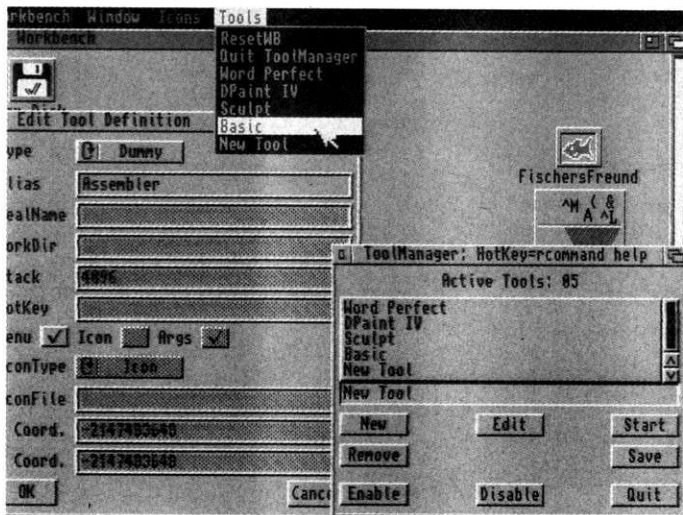 rkbench Window Icons Tools
Workbench
ResetWB
Quit ToolManager
Word Perfect
DPaint IV
Sculpt
Basic
New Tool
Edit Tool Definition
ype Dummy
lias Assembler
ealName
orkDir
tack 4096
otKey
enu Icon Args
conType Icon
conFile
Coord. -2147483648
Coord. -2147483648
OK Cance
FischersFreund
^M ( &
A ^L
ToolManager: HotKey=rcommand help
Active Tools: 05
Word Perfect
DPaint IV
Sculpt
Basic
New Tool
New Tool
New Edit Start
Remove Save
Enable Disable Quit